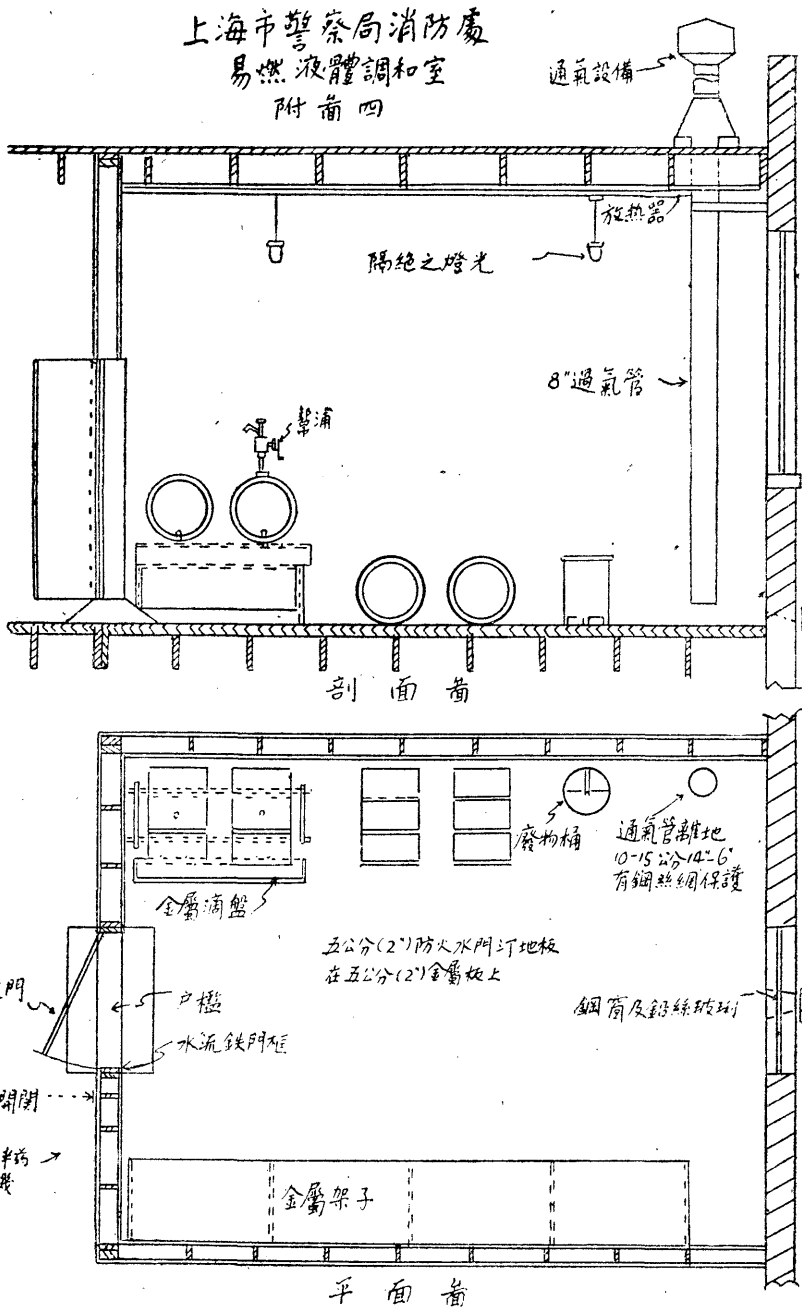 上海市警察局消防處
易燃液體調和室
附圖四
通氣設備
放熱器
隔絕之燈光
8"通氣管
幫浦
剖面圖
廢物桶
通氣管離地
10-15公分14"-6"
有鋼絲網保護
金屬滴盤
五公分(2")防火水門汀地板
在五公分(2")金屬板上
門
戶檻
鋼窗及鉛絲玻璃
水流鉄門框
開関
金屬架子
平面圖